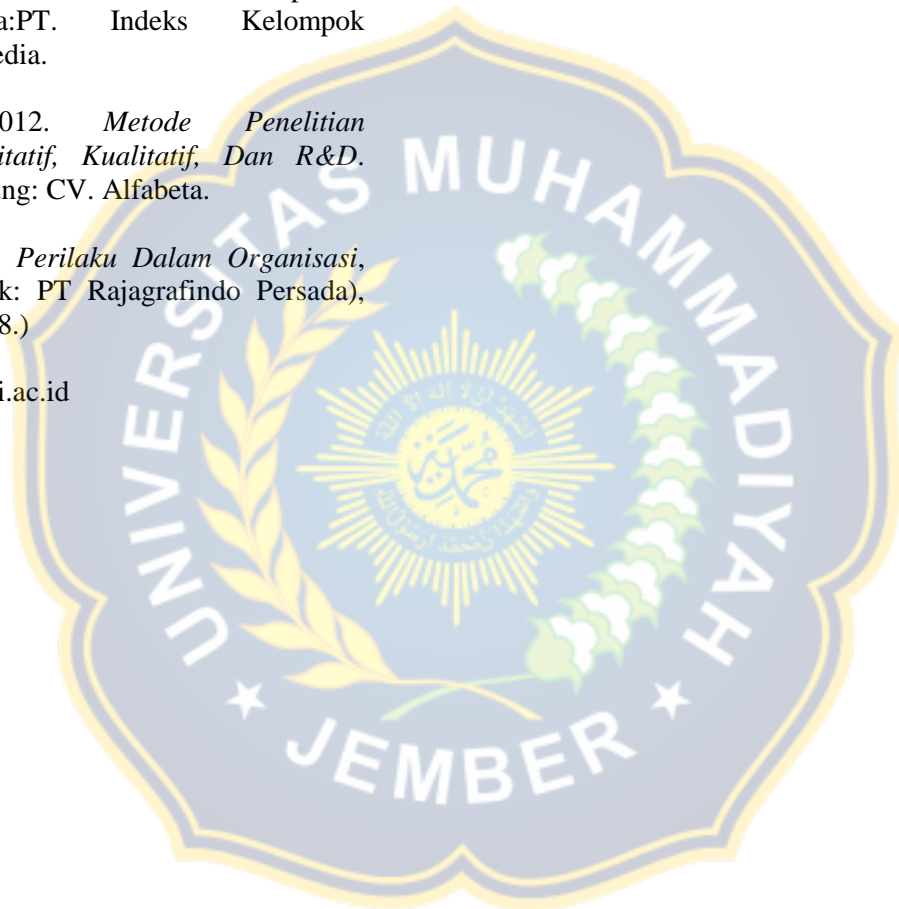 a:PT. Indeks Kelompok
edia.
012. Metode Penelitian
itatif, Kualitatif, Dan R&D.
ng: CV. Alfabeta.
Perilaku Dalam Organisasi,
k: PT Rajagrafindo Persada),
8.)
i.ac.id
UNIVERSITAS MUHAMMADIYAH
★ JEMBER ★
محمد